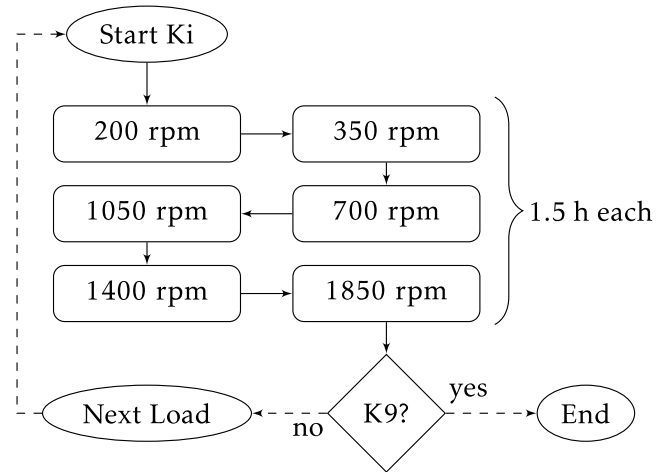 Start Ki
200 rpm
350 rpm
1050 rpm
700 rpm
1.5 h each
1400 rpm
1850 rpm
Next Load
no
K9?
yes
End